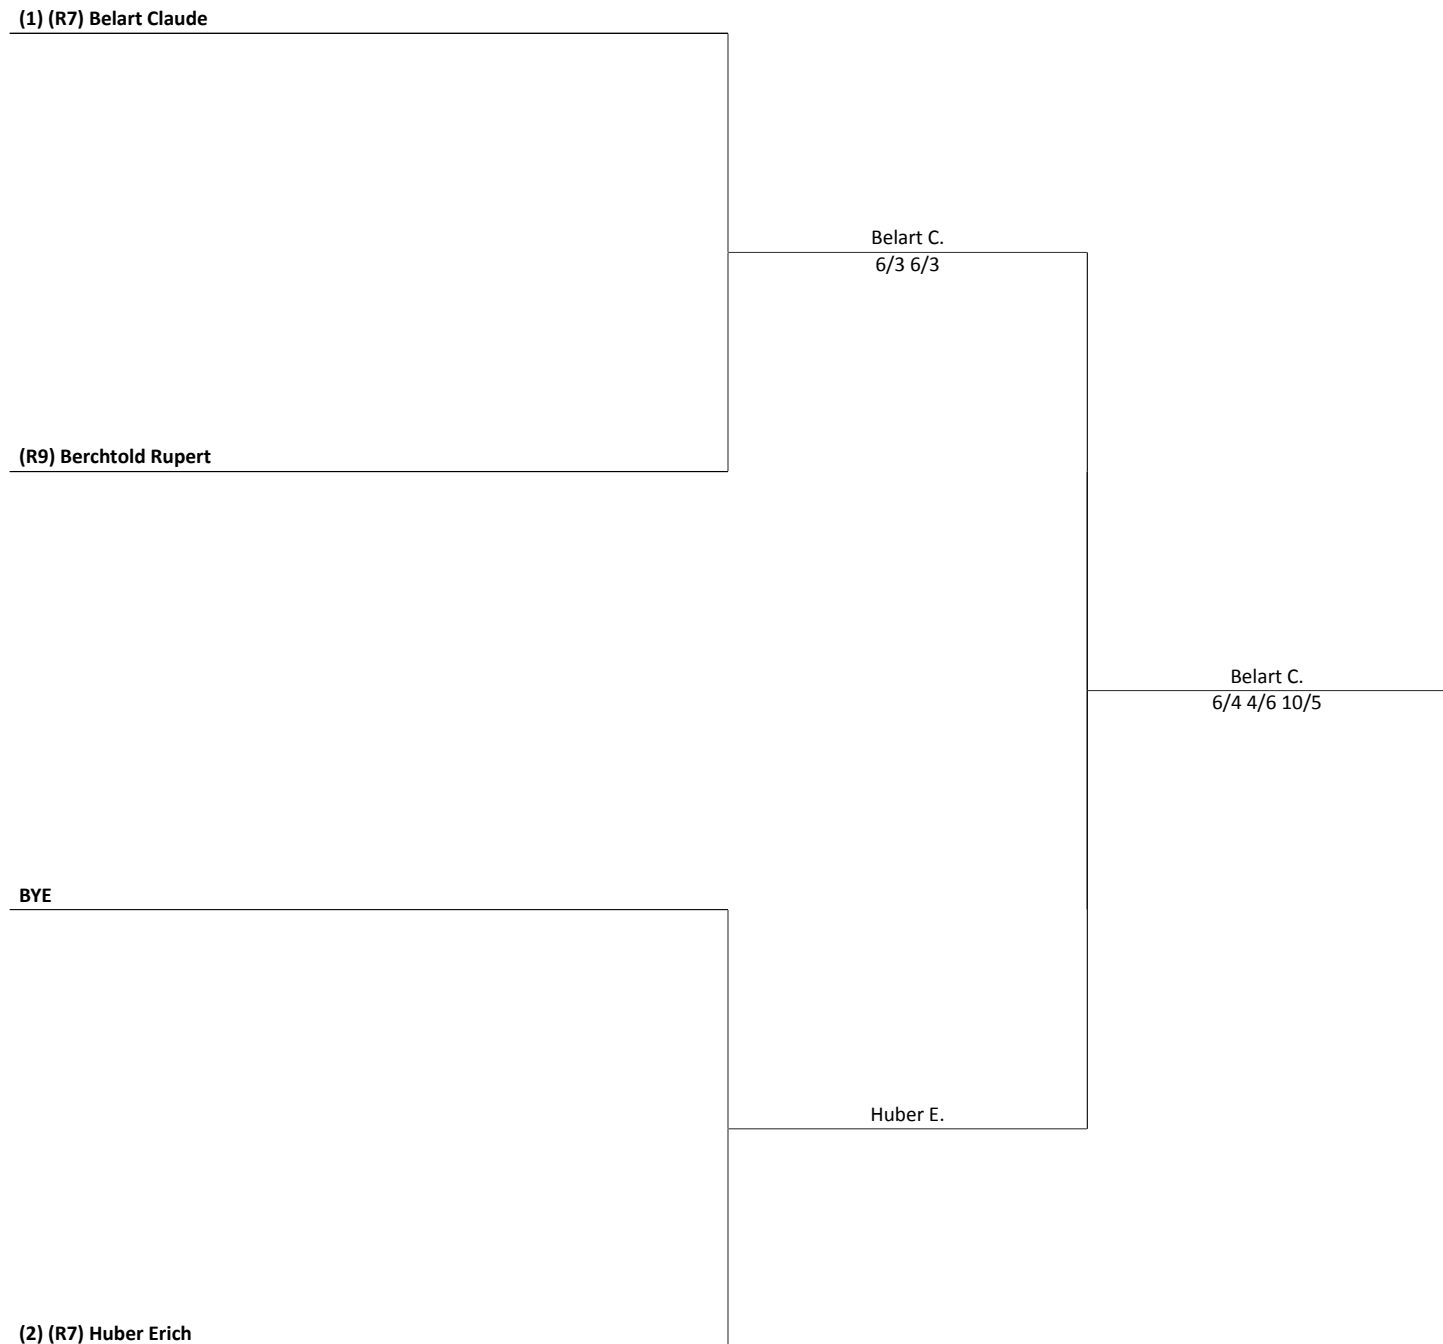 (1) (R7) Belart Claude
Belart C.
6/3 6/3
(R9) Berchtold Rupert
Belart C.
6/4 4/6 10/5
BYE
Huber E.
(2) (R7) Huber Erich